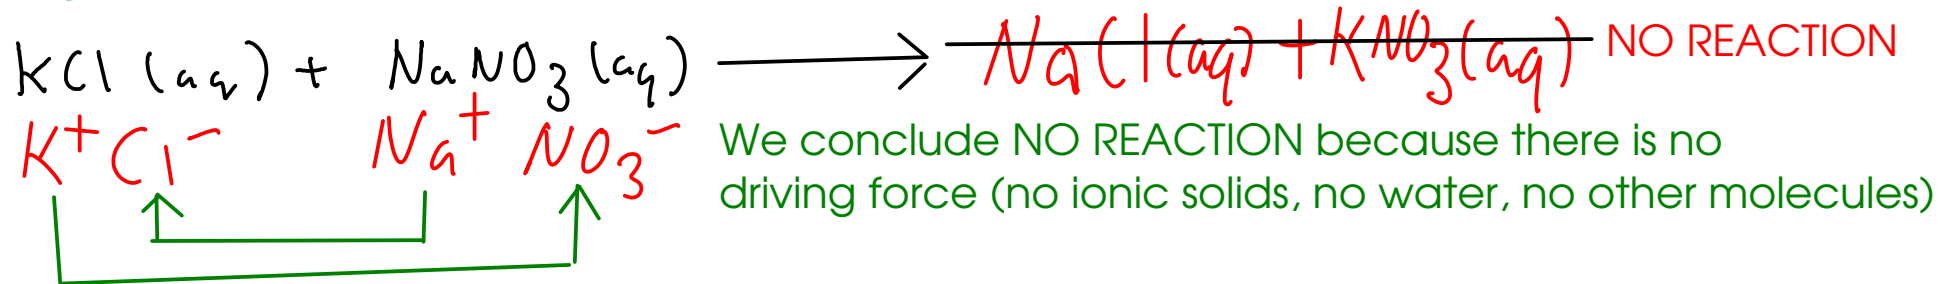 KCl (aq) + NaNO₃ (aq) ⟶ NaCl(aq) + KNO₃(aq) NO REACTION
K⁺ Cl⁻ Na⁺ NO₃⁻
We conclude NO REACTION because there is no
driving force (no ionic solids, no water, no other molecules)